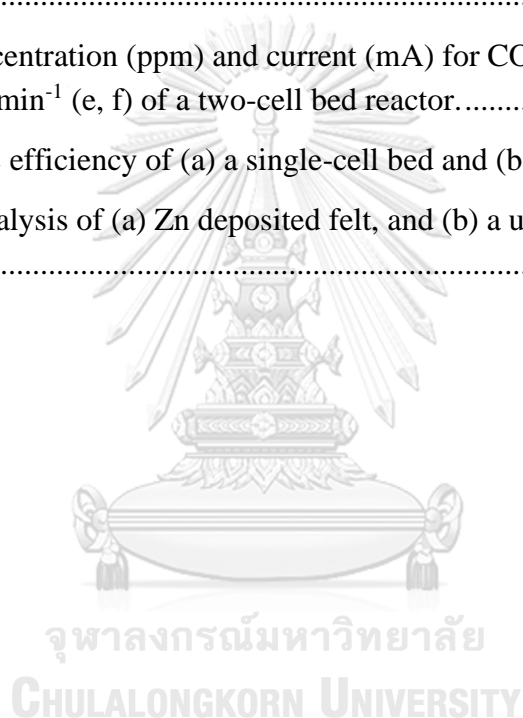 ..............................................................................
centration (ppm) and current (mA) for CO
min-1 (e, f) of a two-cell bed reactor.........
efficiency of (a) a single-cell bed and (b
alysis of (a) Zn deposited felt, and (b) a u
..............................................................................
จุฬาลงกรณ์มหาวิทยาลัย
CHULALONGKORN UNIVERSITY